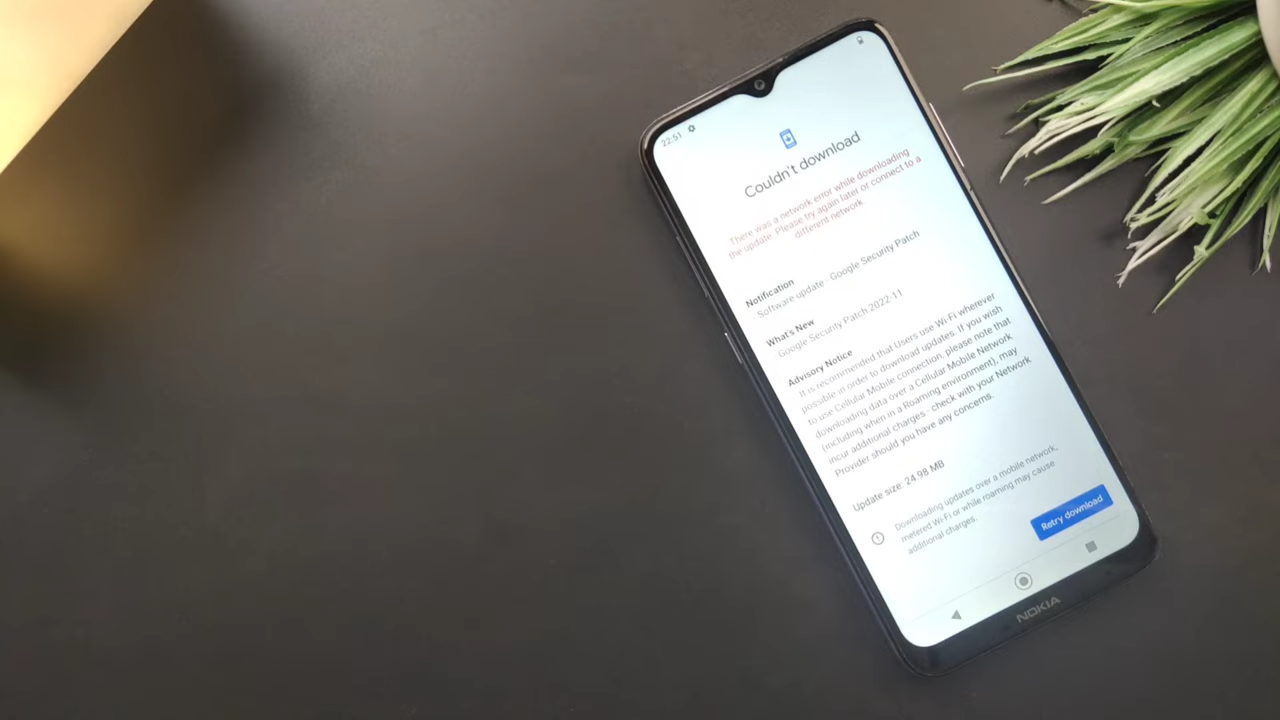 22:51
Couldn't download
There was a network error while downloading
the update. Please try again later or connect to a
different network.
Notification
Software update - Google Security Patch
What's New
Google Security Patch 2022-11
Advisory Notice
It is recommended that Users use Wi-Fi wherever
possible in order to download updates. If you wish
to use Cellular Mobile connection, please note that
downloading data over a Cellular Mobile Network
(including when in a Roaming environment), may
incur additional charges - check with your Network
Provider should you have any concerns.
Update size: 24.98 MB
Downloading updates over a mobile network,
metered Wi-Fi or while roaming may cause
additional charges.
Retry download
NOKIA